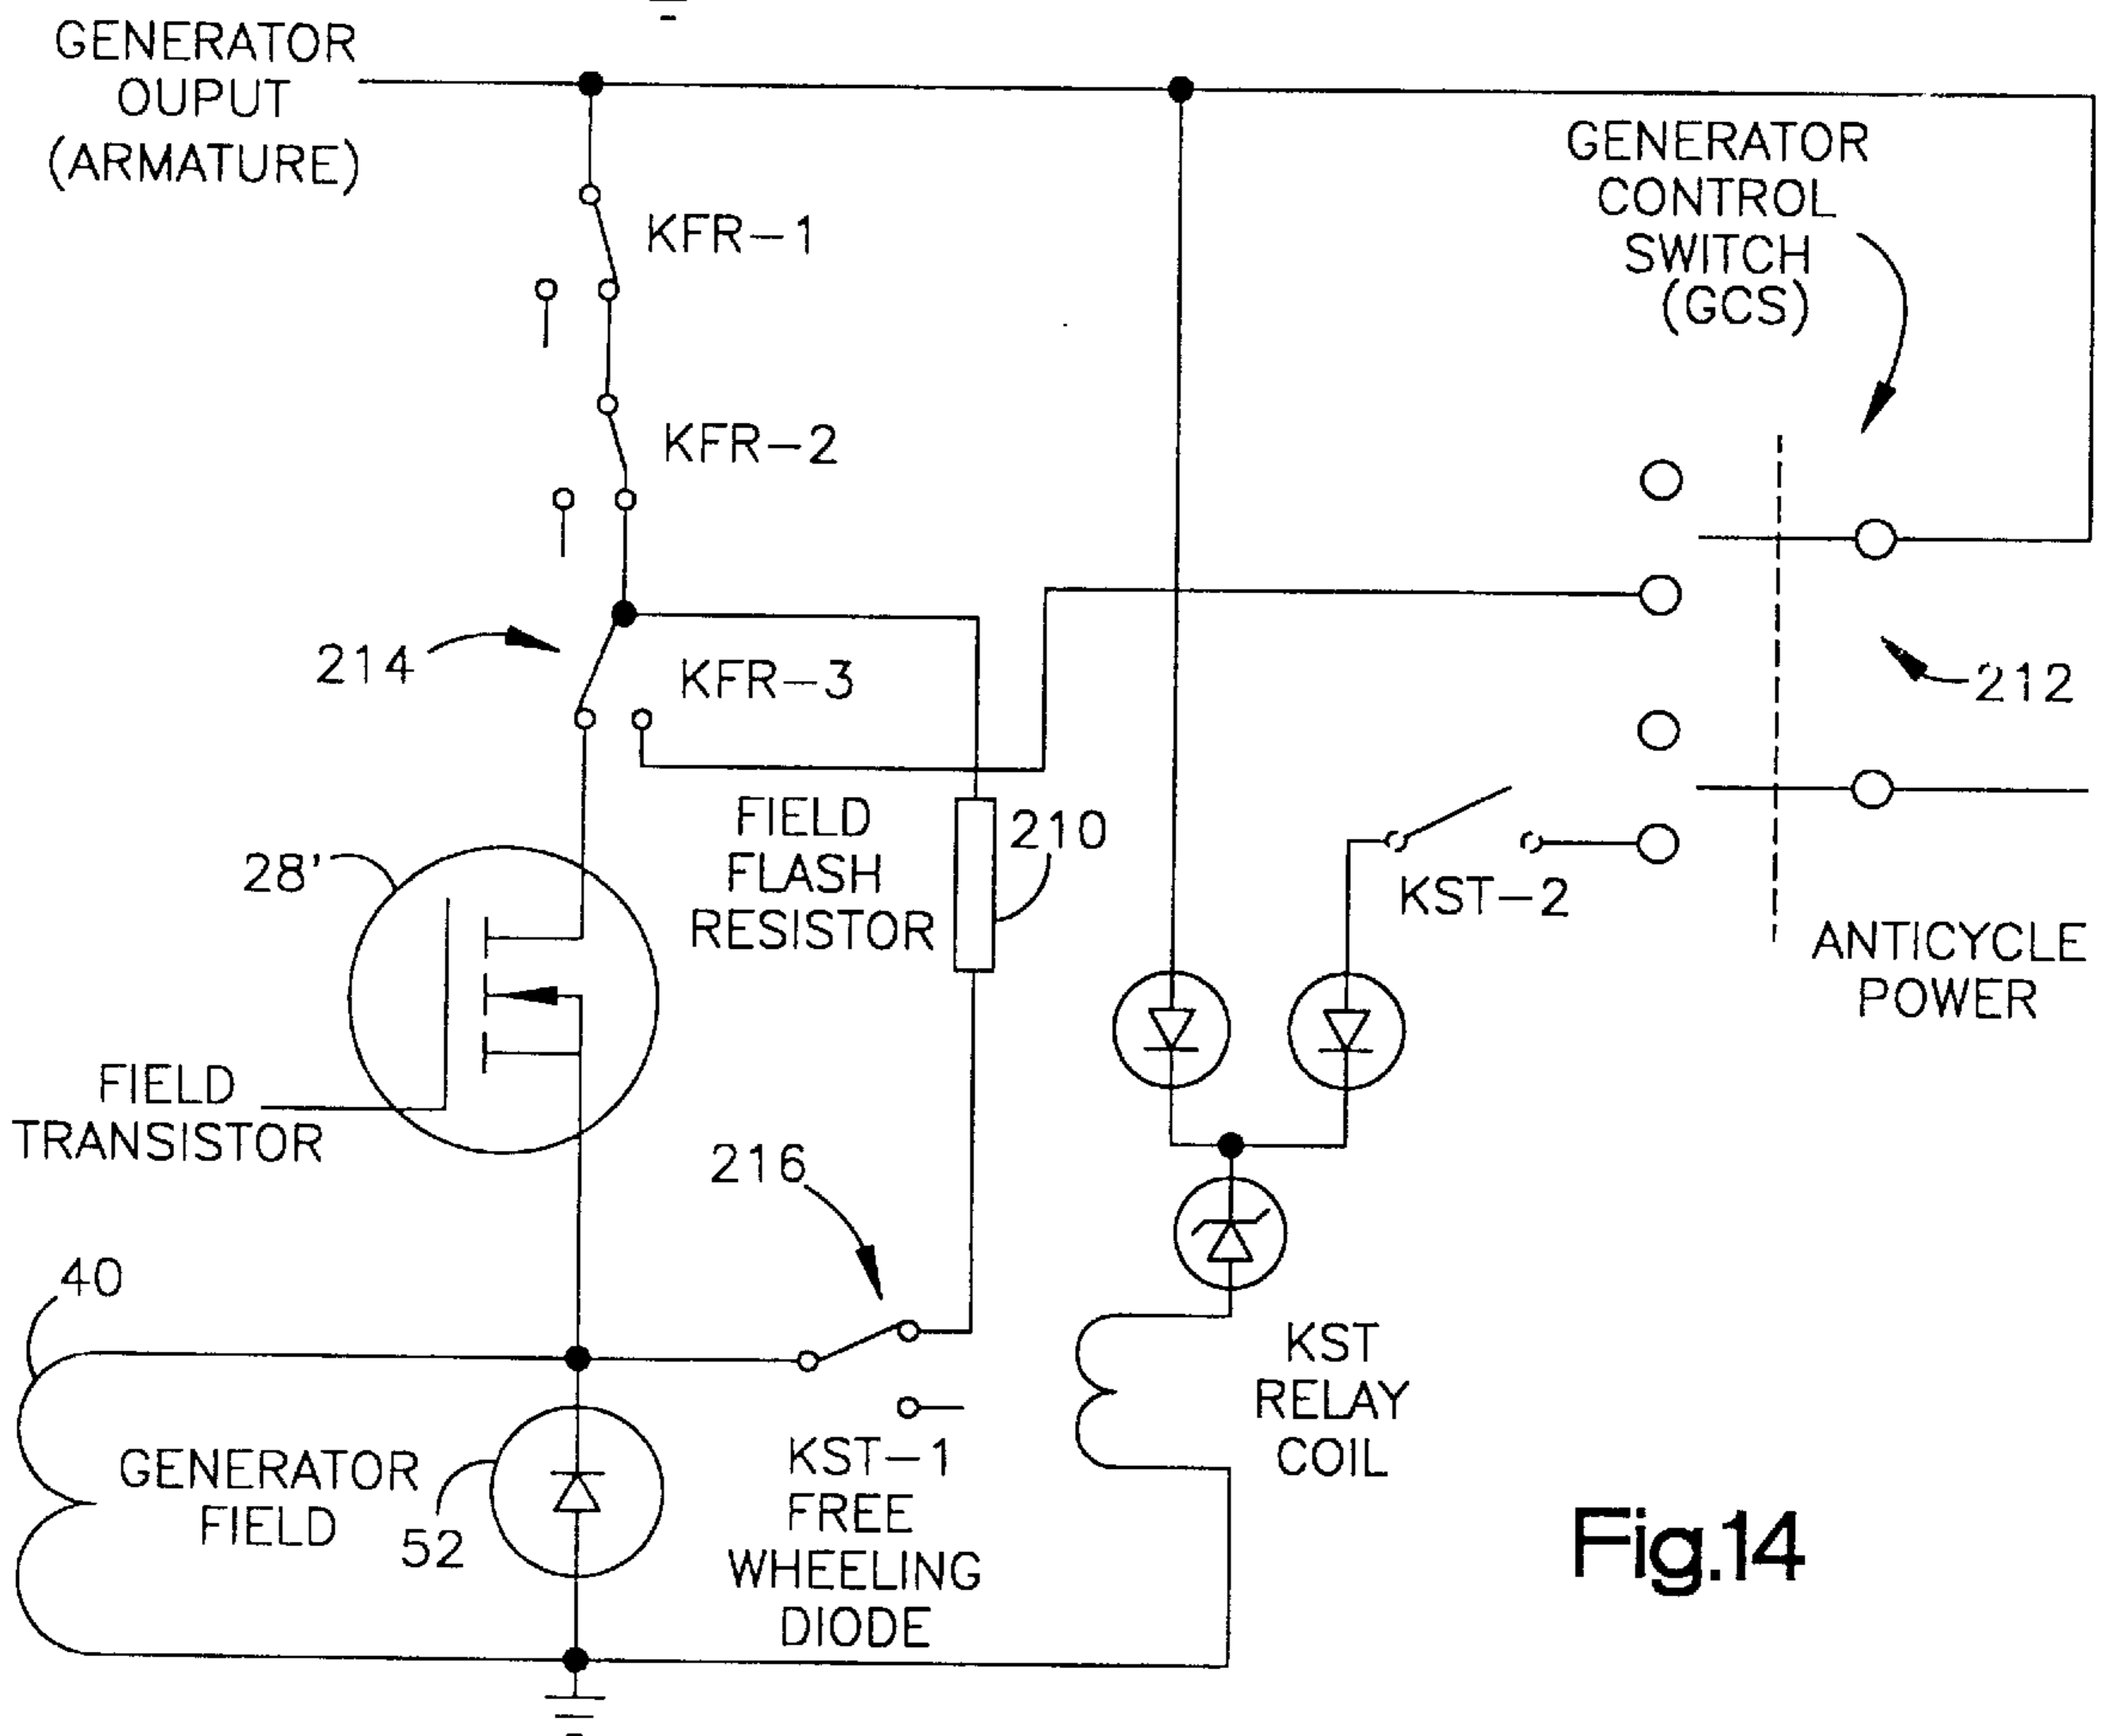 GENERATOR
OUPUT
(ARMATURE)
KFR-1
GENERATOR
CONTROL
SWITCH
(GCS)
KFR-2
214
KFR-3
212
FIELD
FLASH
RESISTOR
210
28'
KST-2
ANTICYCLE
POWER
FIELD
TRANSISTOR
216
40
KST
RELAY
COIL
GENERATOR
FIELD
52
KST-1
FREE
WHEELING
DIODE
Fig.14